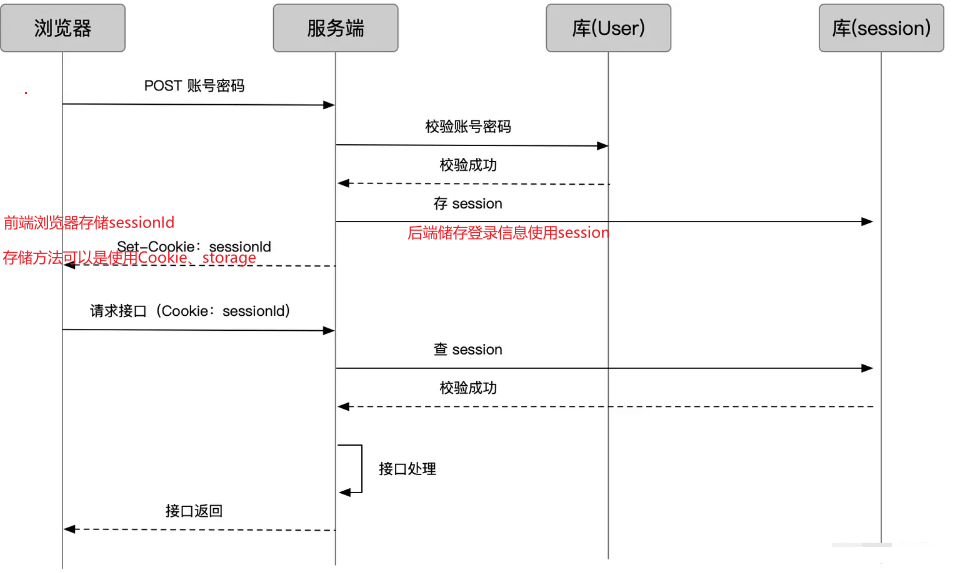 浏览器
服务端
库(User)
库(session)
POST 账号密码
校验账号密码
校验成功
存 session
前端浏览器存储sessionId
后端储存登录信息使用session
Set-Cookie：sessionId
存储方法可以是使用Cookie、storage
请求接口（Cookie：sessionId）
查 session
校验成功
接口处理
接口返回